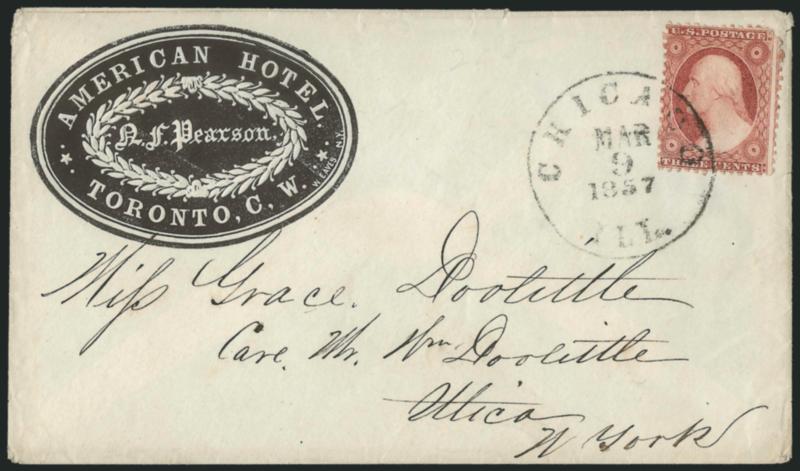 AMERICAN HOTEL
N. F. Pearson.
TORONTO, C. W.
W. EAVES N.Y.
U.S. POSTAGE
THREE CENTS
CHICAGO
MAR
9
1857
ILL.
Miſs Grace. Doolittle
Care. Mr. Wm Doolittle
Utica
N York